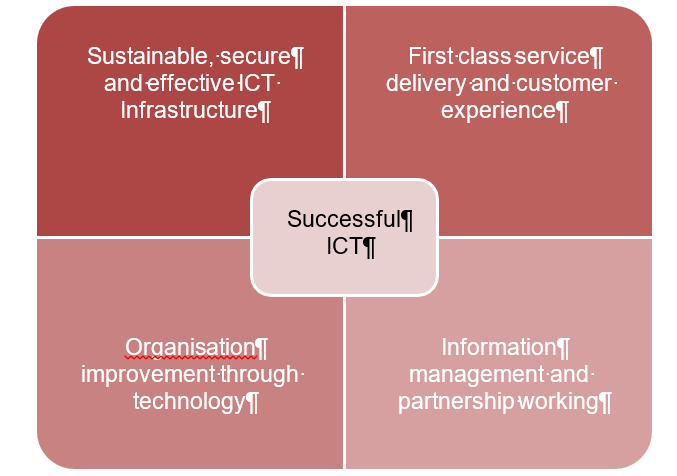 Sustainable, secure¶
and effective ICT
Infrastructure¶
First class service¶
delivery and customer
experience¶
Successful¶
ICT¶
Organisation¶
improvement through
technology¶
Information¶
management and
partnership working¶